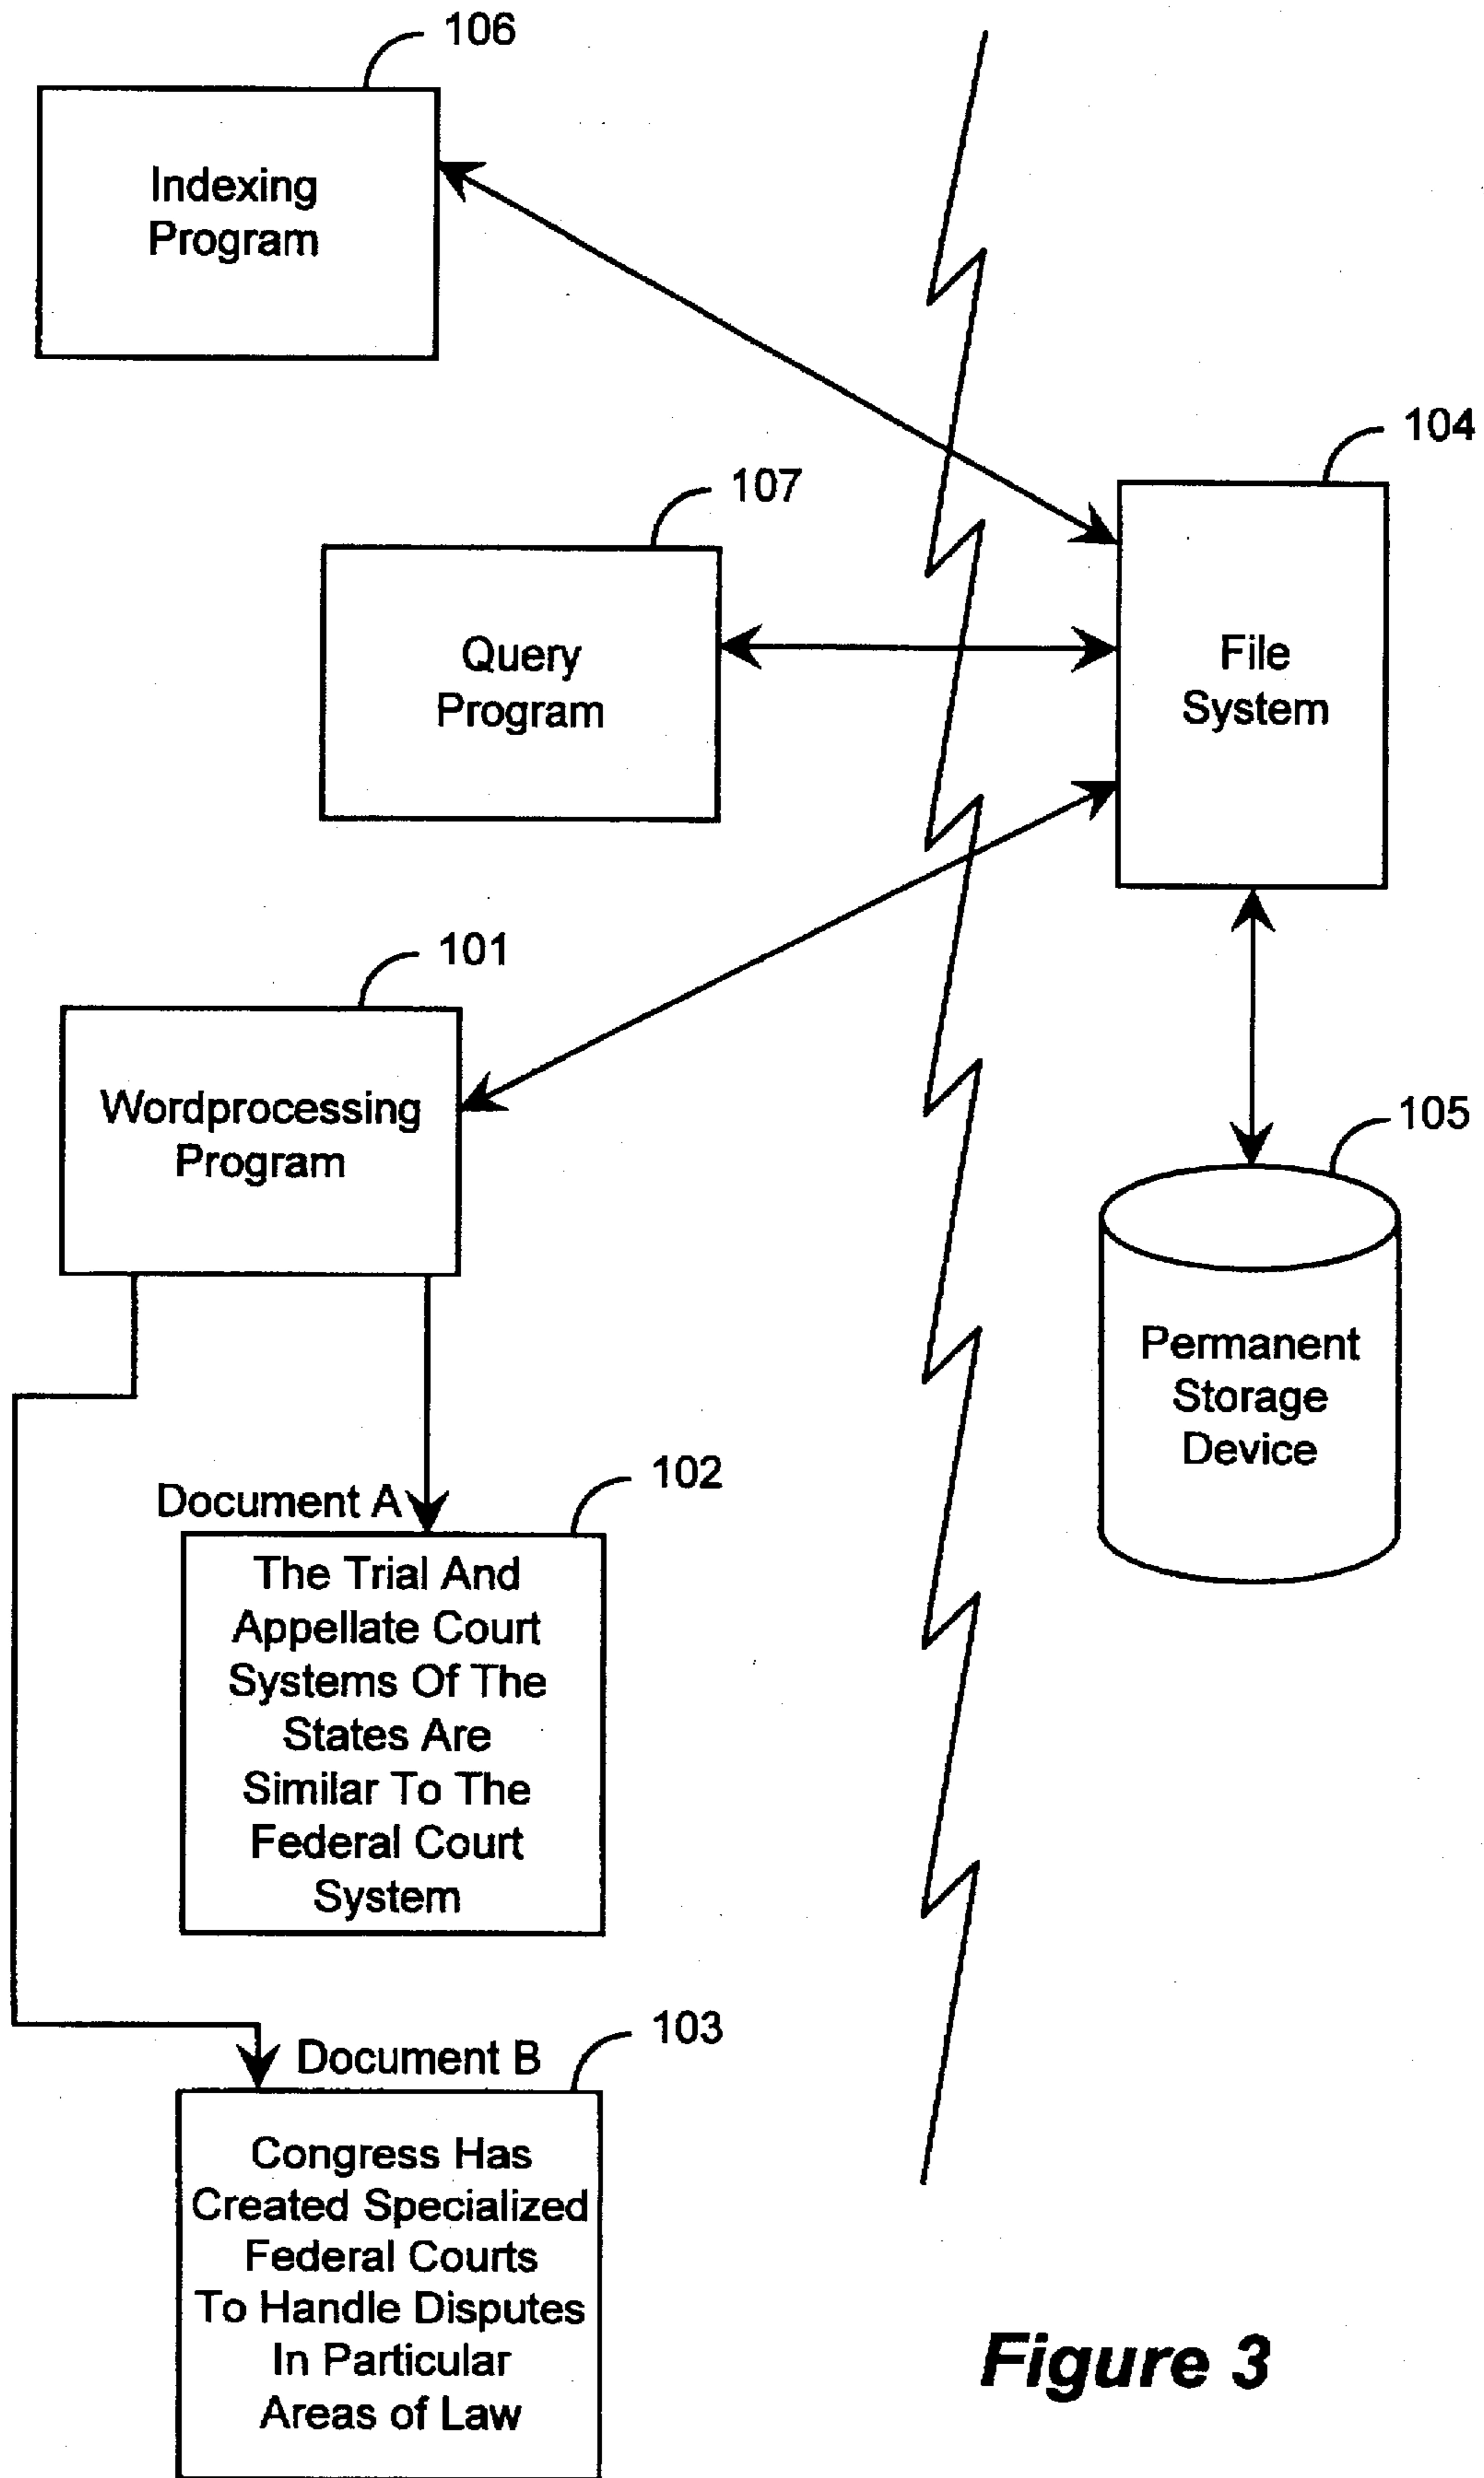 106
Indexing
Program
104
107
Query
Program
File
System
101
Wordprocessing
Program
105
Permanent
Storage
Device
102
Document A
The Trial And
Appellate Court
Systems Of The
States Are
Similar To The
Federal Court
System
103
Document B
Congress Has
Created Specialized
Federal Courts
To Handle Disputes
In Particular
Areas of Law
Figure 3